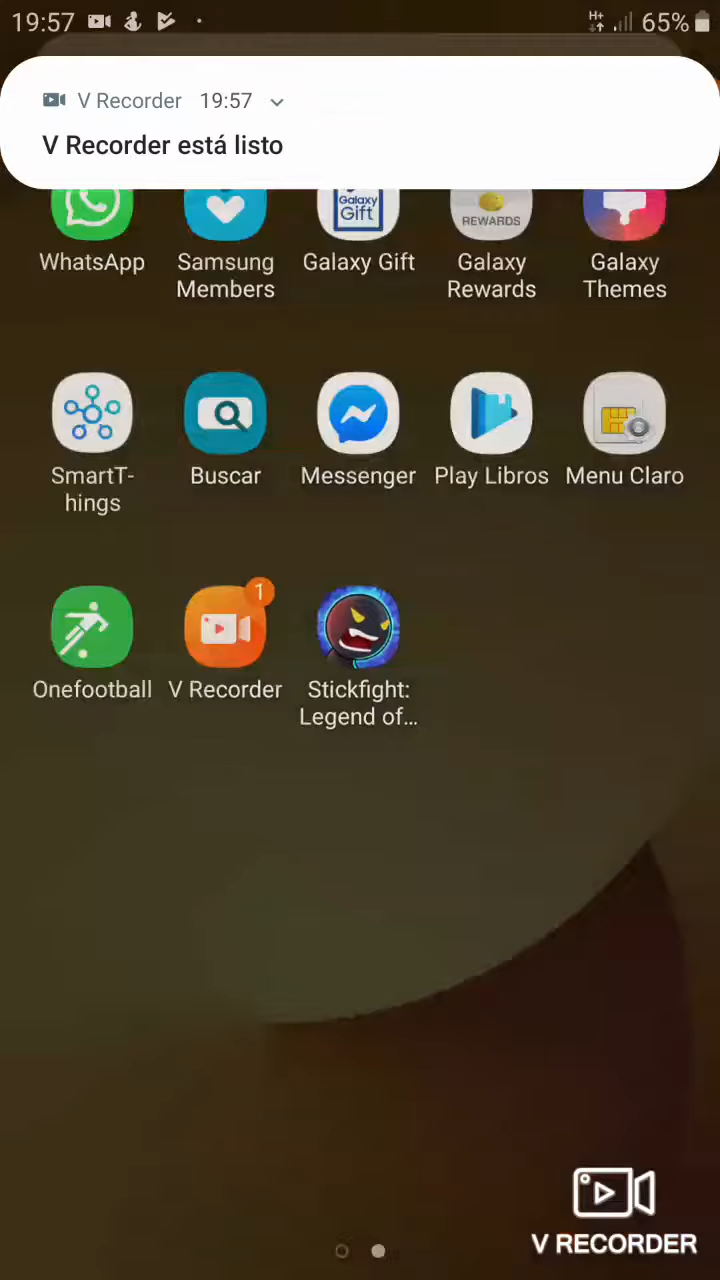 19:57 H+ 65%
V Recorder 19:57
V Recorder está listo
Galaxy
Gift
REWARDS
WhatsApp Samsung Galaxy Gift Galaxy Galaxy
Members Rewards Themes
SmartT- Buscar Messenger Play Libros Menu Claro
hings
1
Onefootball V Recorder Stickfight:
Legend of...
V RECORDER